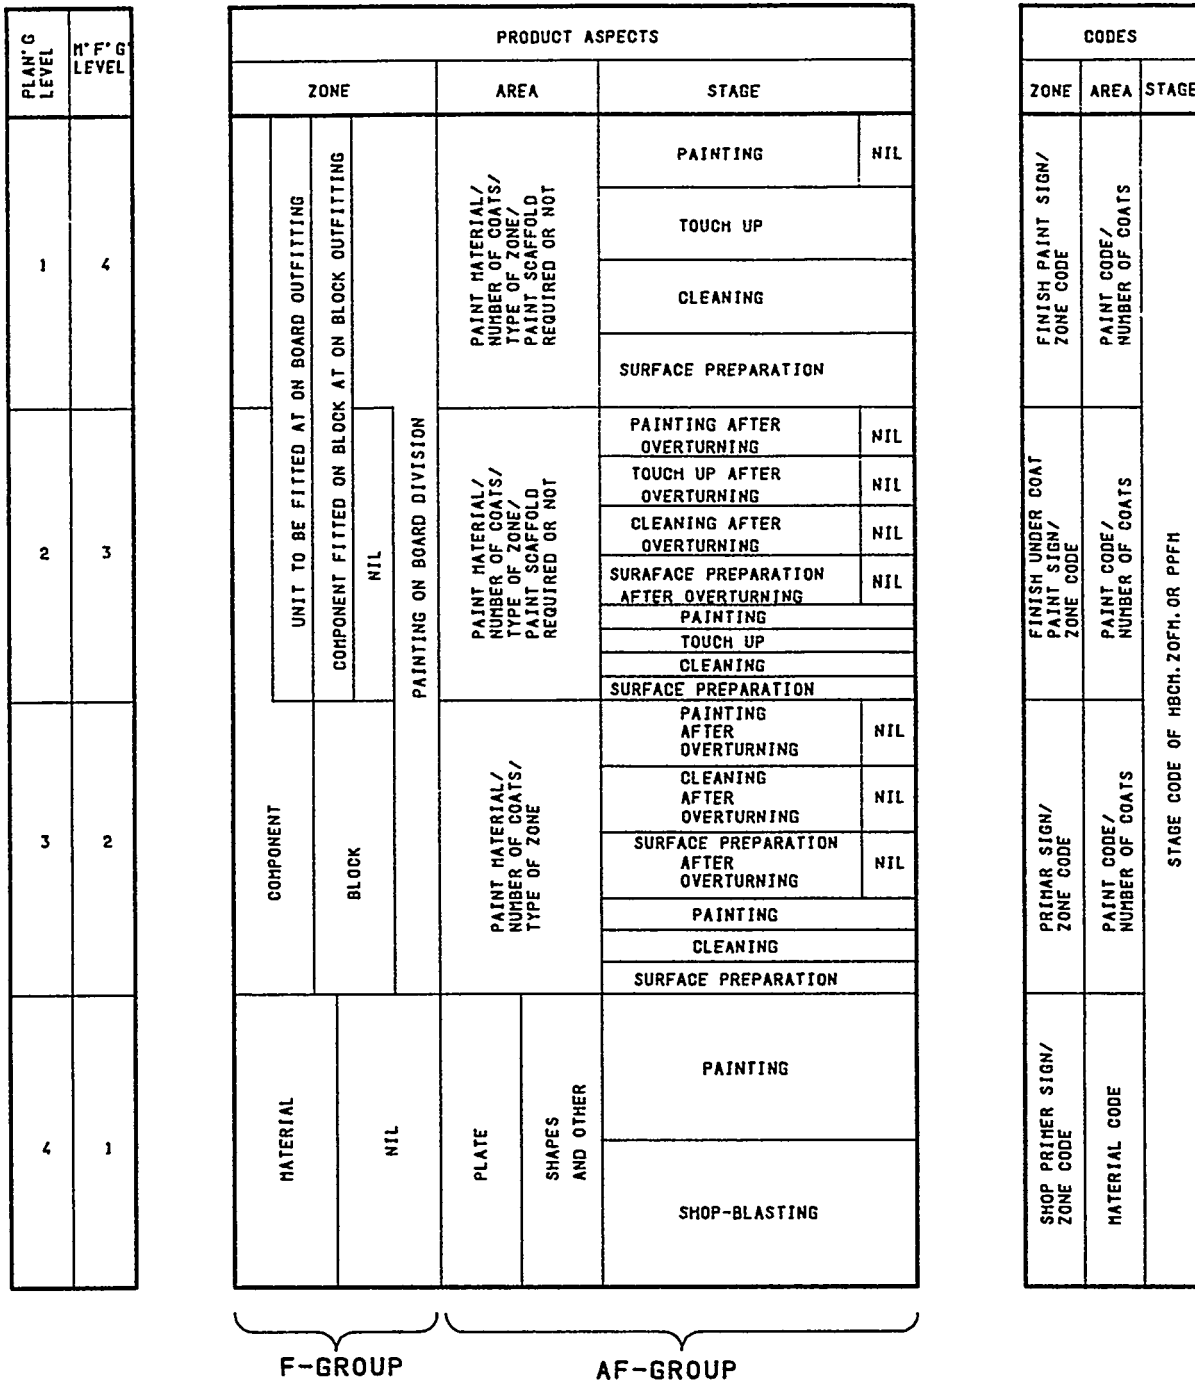 PLAN'G
LEVEL
M'F'G'
LEVEL
1
4
2
3
3
2
4
1
PRODUCT ASPECTS
ZONE
AREA
STAGE
UNIT TO BE FITTED AT ON BOARD OUTFITTING
COMPONENT FITTED ON BLOCK AT ON BLOCK OUTFITTING
NIL
PAINTING ON BOARD DIVISION
COMPONENT
BLOCK
MATERIAL
NIL
PAINT MATERIAL/
NUMBER OF COATS/
TYPE OF ZONE/
PAINT SCAFFOLD
REQUIRED OR NOT
PAINT MATERIAL/
NUMBER OF COATS/
TYPE OF ZONE/
PAINT SCAFFOLD
REQUIRED OR NOT
PAINT MATERIAL/
NUMBER OF COATS/
TYPE OF ZONE
PLATE
SHAPES
AND OTHER
PAINTING
NIL
TOUCH UP
CLEANING
SURFACE PREPARATION
PAINTING AFTER
OVERTURNING
NIL
TOUCH UP AFTER
OVERTURNING
NIL
CLEANING AFTER
OVERTURNING
NIL
SURAFACE PREPARATION
AFTER OVERTURNING
NIL
PAINTING
TOUCH UP
CLEANING
SURFACE PREPARATION
PAINTING
AFTER
OVERTURNING
NIL
CLEANING
AFTER
OVERTURNING
NIL
SURFACE PREPARATION
AFTER
OVERTURNING
NIL
PAINTING
CLEANING
SURFACE PREPARATION
PAINTING
SHOP-BLASTING
CODES
ZONE
AREA
STAGE
FINISH PAINT SIGN/
ZONE CODE
PAINT CODE/
NUMBER OF COATS
FINISH UNDER COAT
PAINT SIGN/
ZONE CODE
PAINT CODE/
NUMBER OF COATS
PRIMAR SIGN/
ZONE CODE
PAINT CODE/
NUMBER OF COATS
SHOP PRIMER SIGN/
ZONE CODE
MATERIAL CODE
STAGE CODE OF HBCM.ZOFM.OR PPFM
F-GROUP
AF-GROUP